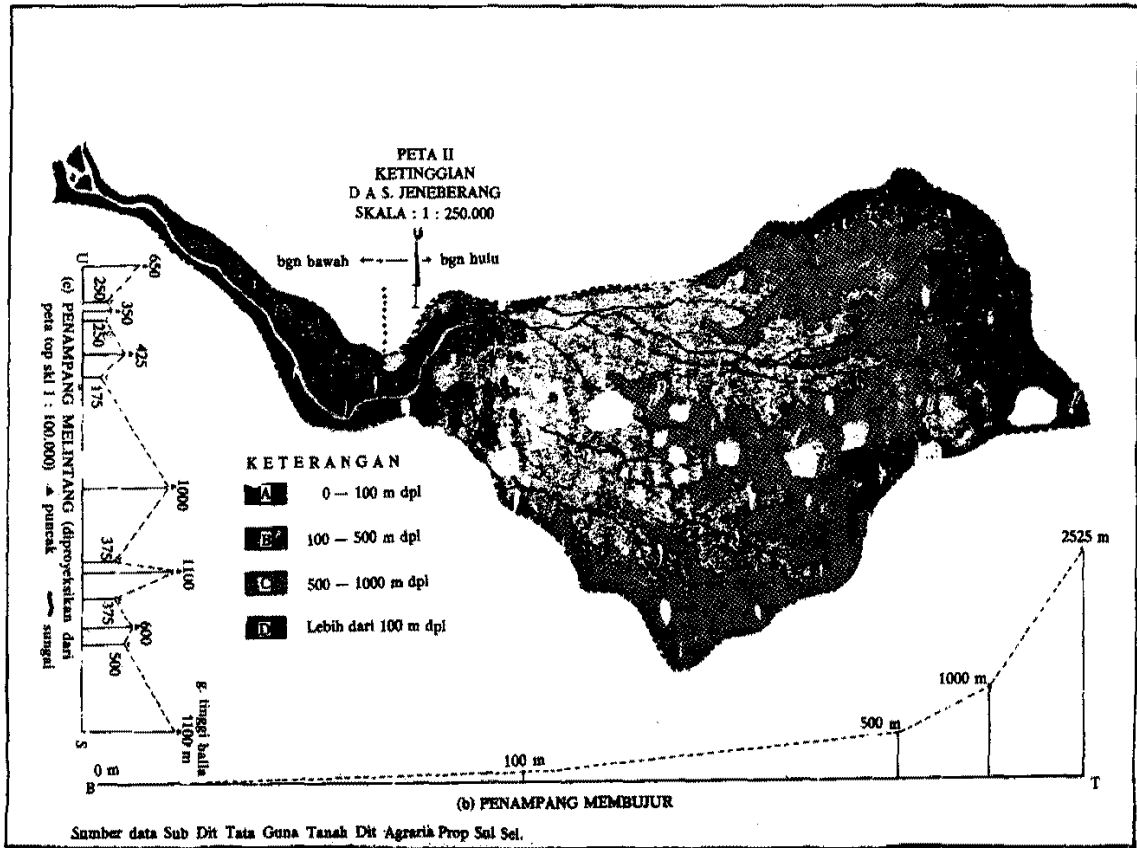 PETA II
KETINGGIAN
D A S. JENEBERANG
SKALA : 1 : 250.000
bgn bawah
bgn hulu
U
650
250
350
250
425
175
1000
375
1100
375
600
500
1100 m
g. tinggi balla
S
(c) PENAMPANG MELINTANG (diproyeksikan dari
peta top skl 1 : 100.000) ▲ puncak sungai
KETERANGAN
A 0 — 100 m dpl
B 100 — 500 m dpl
C 500 — 1000 m dpl
D Lebih dari 100 m dpl
2525 m
1000 m
500 m
100 m
0 m
B
T
(b) PENAMPANG MEMBUJUR
Sumber data Sub Dit Tata Guna Tanah Dit Agraria Prop Sul Sel.